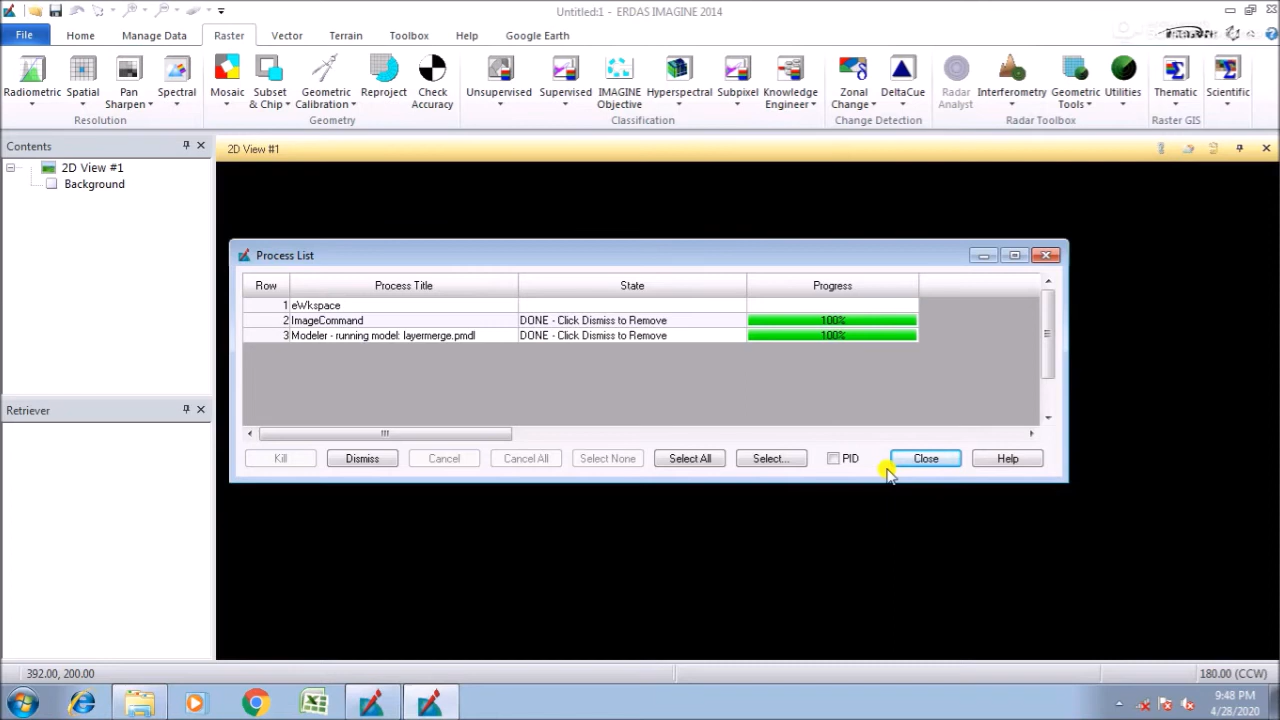 Untitled:1 - ERDAS IMAGINE 2014
File Home Manage Data Raster Vector Terrain Toolbox Help Google Earth
Radiometric Spatial Pan Sharpen Spectral Mosaic Subset & Chip Geometric Calibration Reproject Check Accuracy Unsupervised Supervised IMAGINE Objective Hyperspectral Subpixel Knowledge Engineer Zonal Change DeltaCue Radar Analyst Interferometry Geometric Tools Utilities Thematic Scientific
Resolution Geometry Classification Change Detection Radar Toolbox Raster GIS
Contents
2D View #1
2D View #1
Background
Process List
Row Process Title State Progress
1 eWkspace
2 ImageCommand DONE - Click Dismiss to Remove 100%
3 Modeler - running model: layermerge.pmdl DONE - Click Dismiss to Remove 100%
Retriever
Kill Dismiss Cancel Cancel All Select None Select All Select... PID Close Help
392.00, 200.00
180.00 (CCW)
9:48 PM
4/28/2020